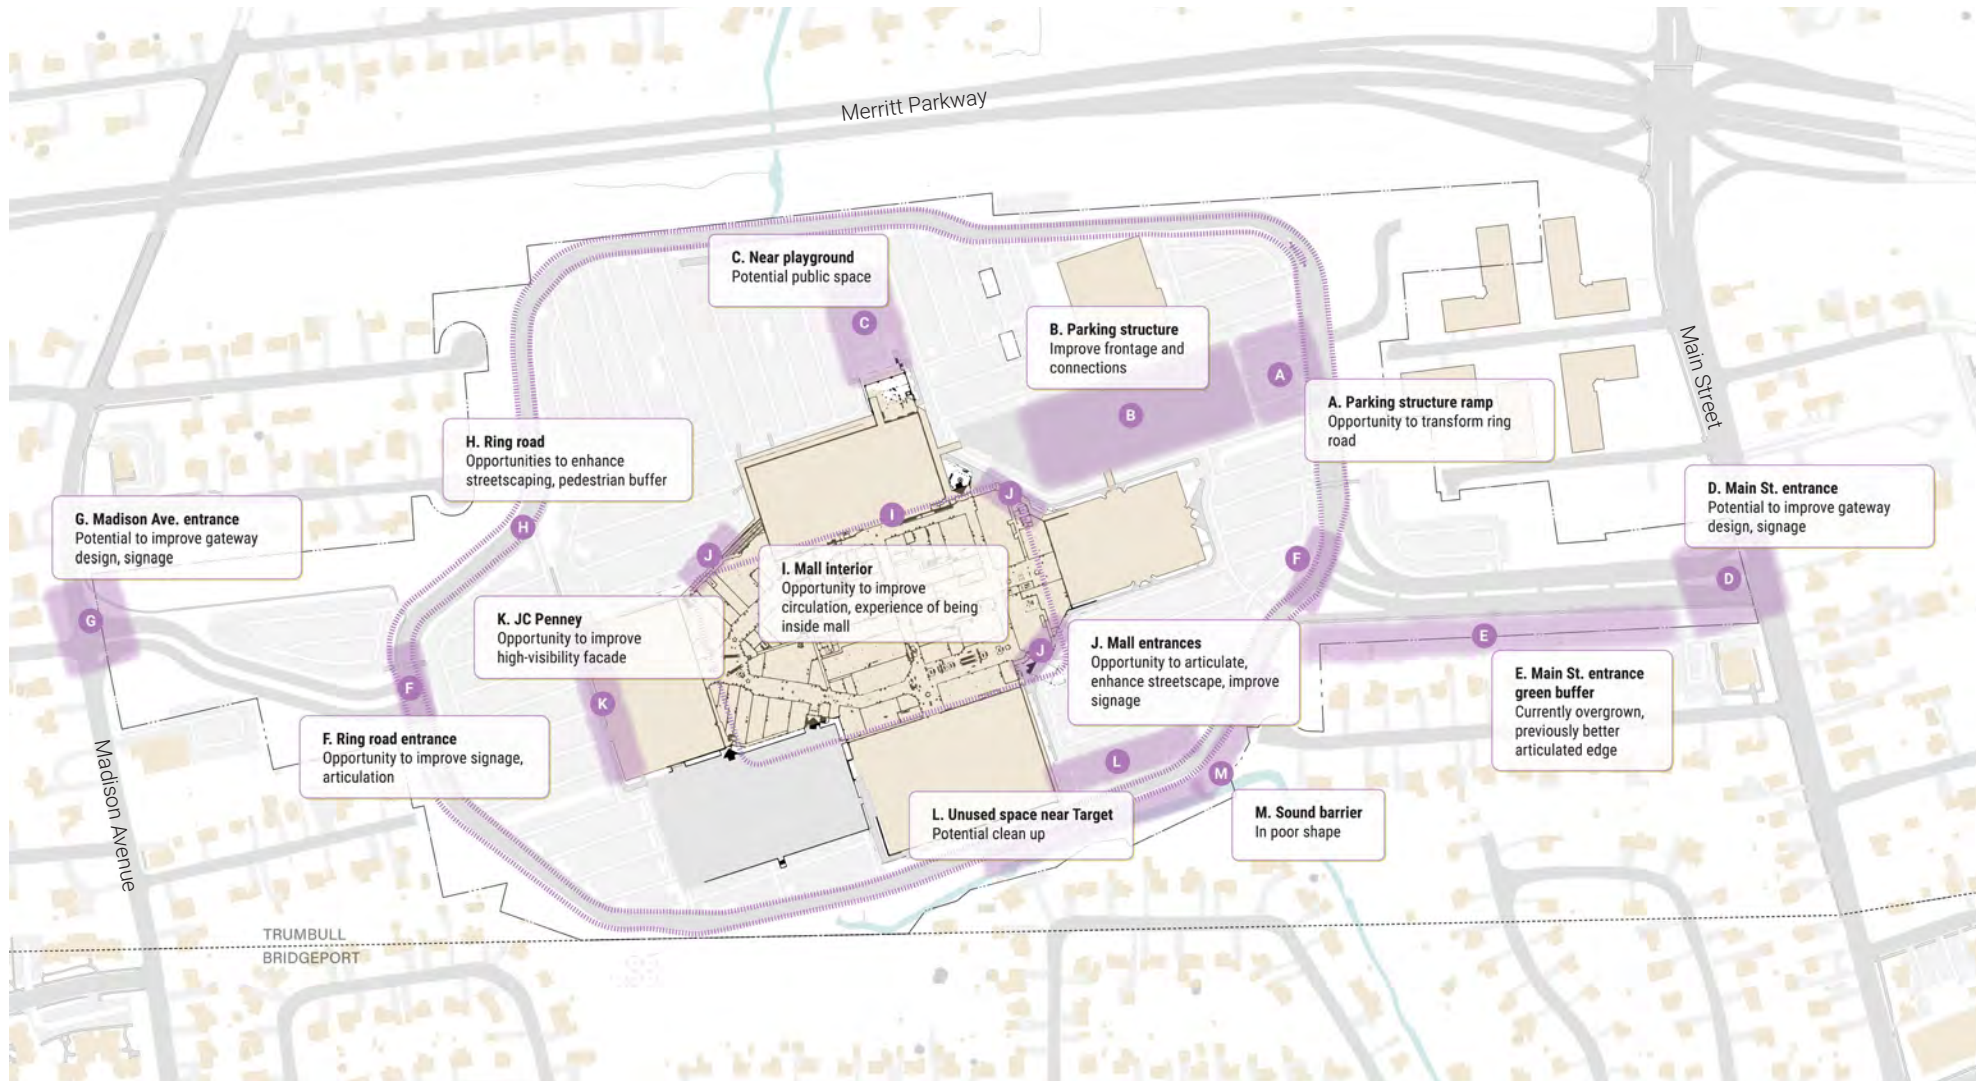 Merritt Parkway
C. Near playground
Potential public space
C
B. Parking structure
Improve frontage and
connections
A
B
A. Parking structure ramp
Opportunity to transform ring
road
Main Street
H. Ring road
Opportunities to enhance
streetscaping, pedestrian buffer
D. Main St. entrance
Potential to improve gateway
design, signage
G. Madison Ave. entrance
Potential to improve gateway
design, signage
J
I
H
J
F
I. Mall interior
Opportunity to improve
circulation, experience of being
inside mall
D
G
K. JC Penney
Opportunity to improve
high-visibility facade
J. Mall entrances
Opportunity to articulate,
enhance streetscape, improve
signage
E
J
E. Main St. entrance
green buffer
Currently overgrown,
previously better
articulated edge
F
K
F. Ring road entrance
Opportunity to improve signage,
articulation
Madison Avenue
L
M
L. Unused space near Target
Potential clean up
M. Sound barrier
In poor shape
TRUMBULL
BRIDGEPORT